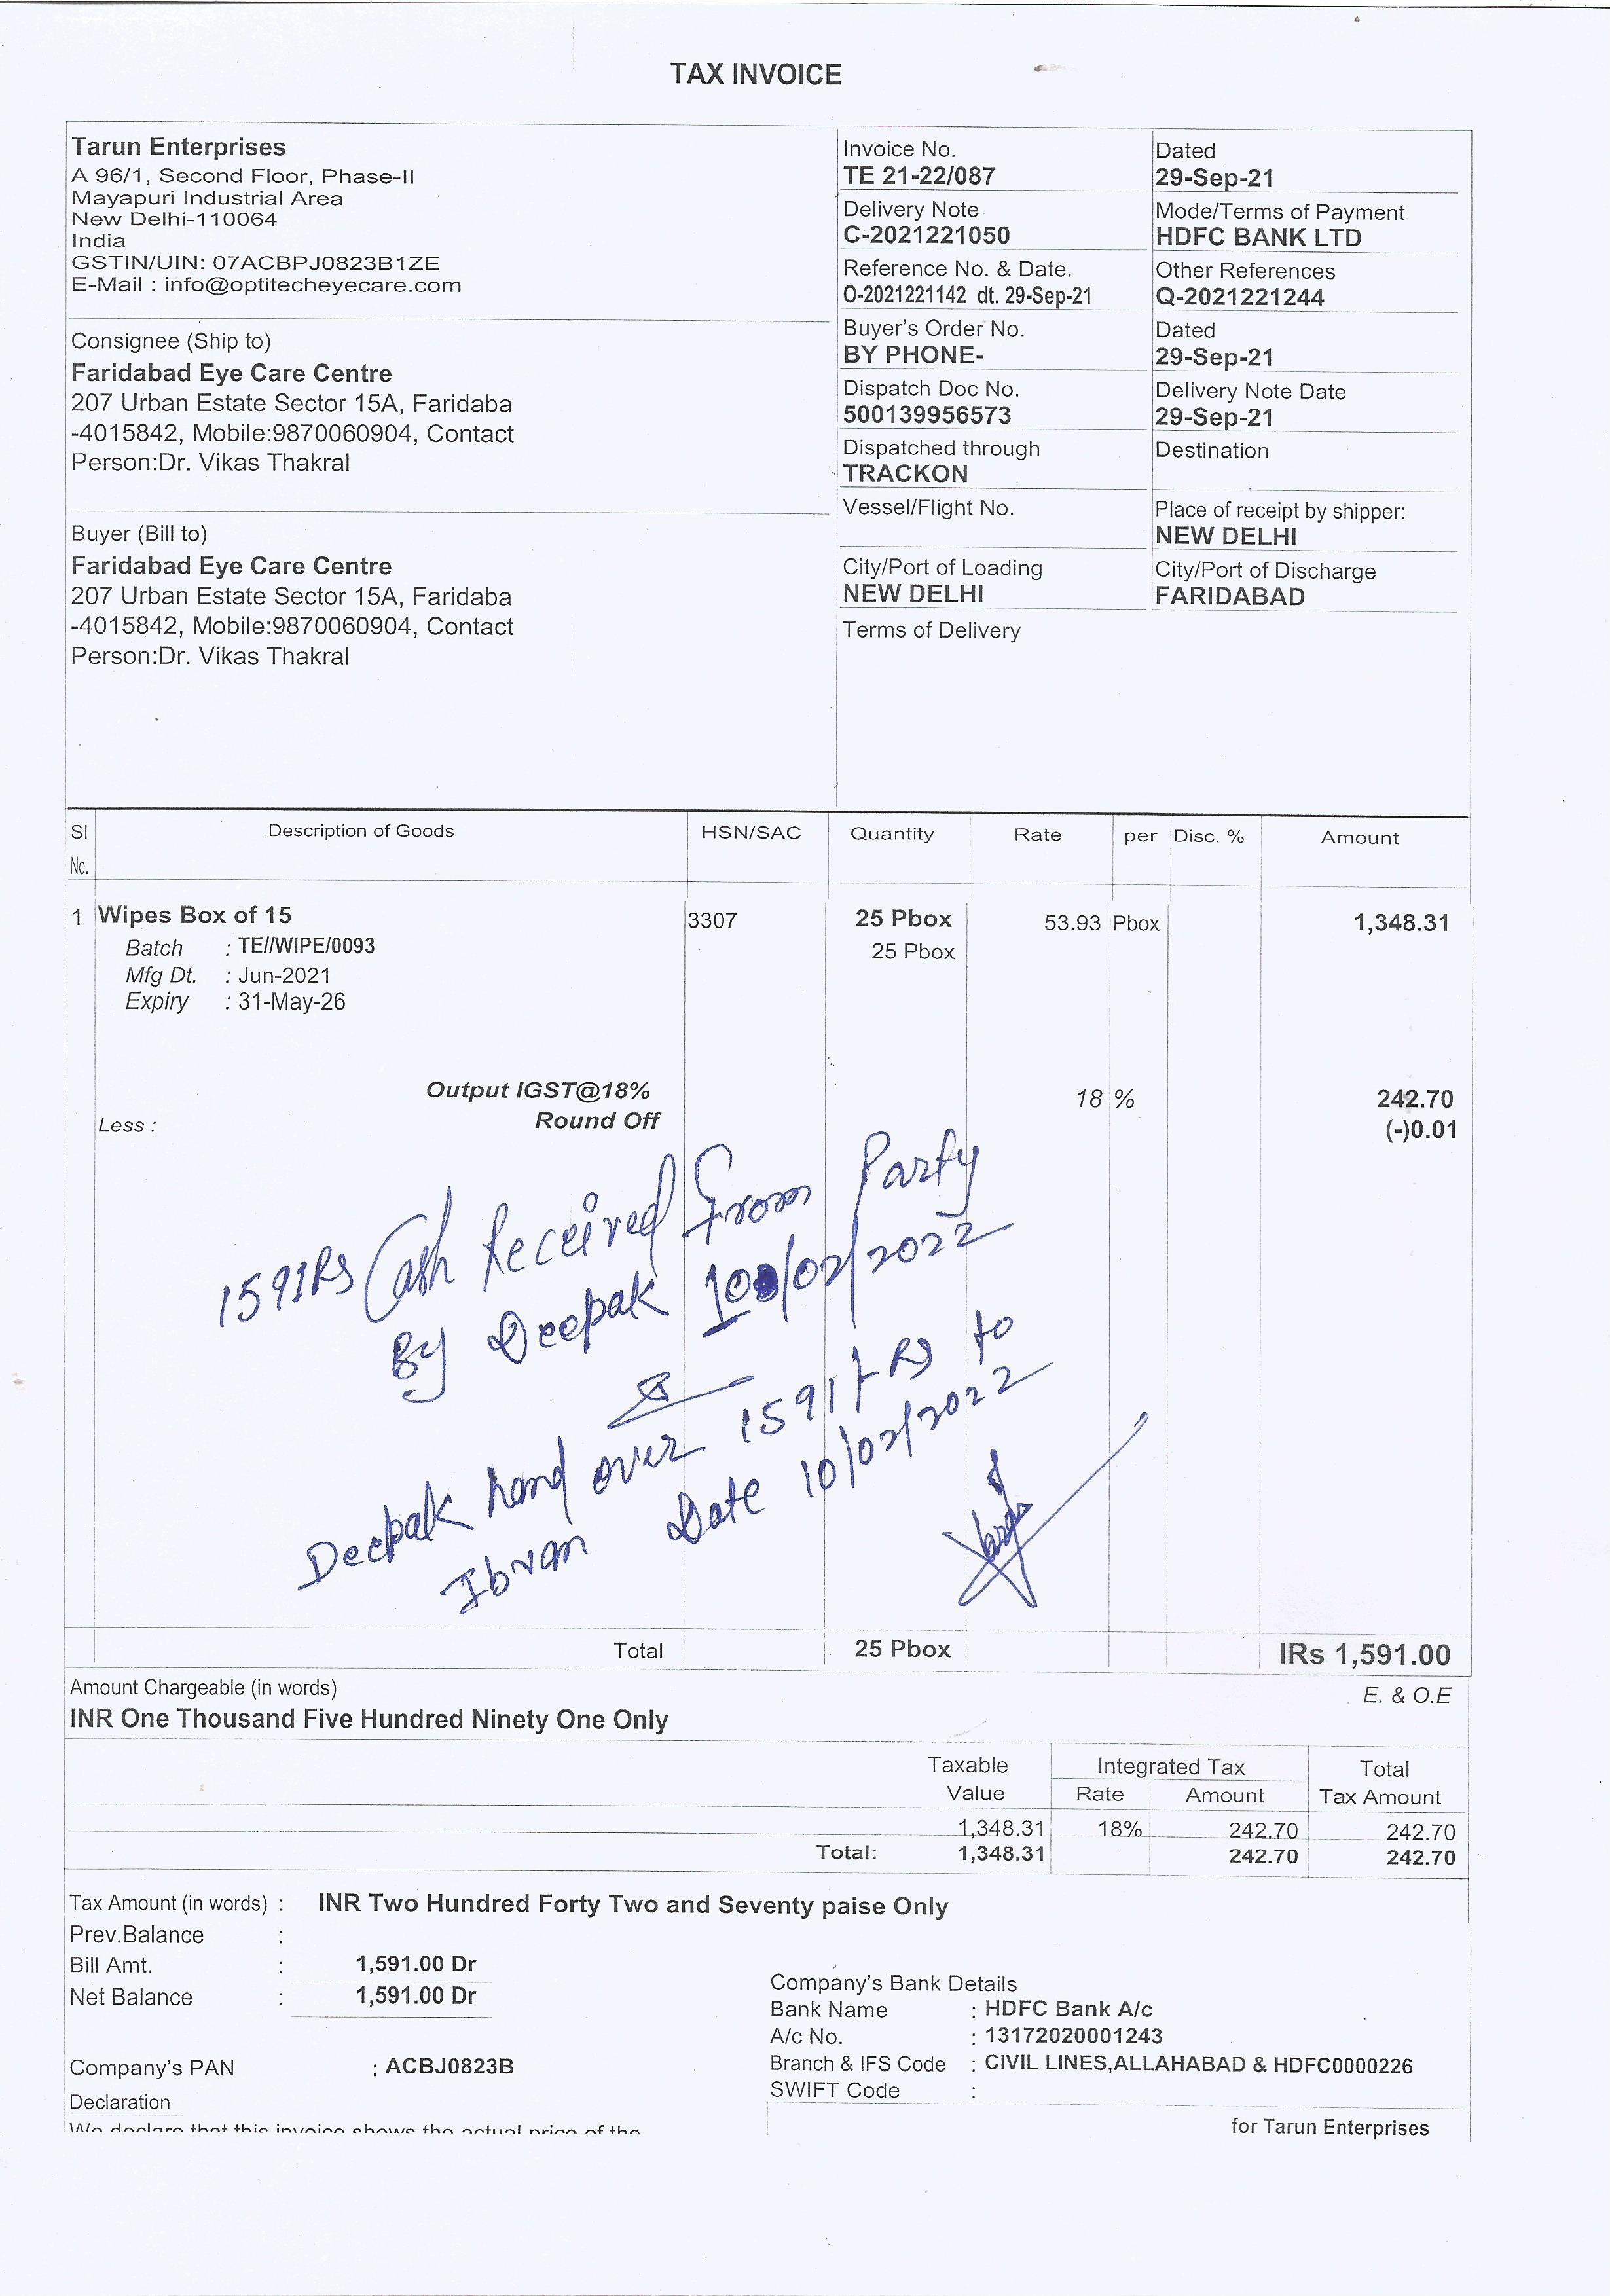 TAX INVOICE
Tarun Enterprises
A 96/1, Second Floor, Phase-II
Mayapuri Industrial Area
New Delhi-110064
India
GSTIN/UIN: 07ACBPJ0823B1ZE
E-Mail : info@optitecheyecare.com
Consignee (Ship to)
Faridabad Eye Care Centre
207 Urban Estate Sector 15A, Faridaba
-4015842, Mobile:9870060904, Contact
Person:Dr. Vikas Thakral
Buyer (Bill to)
Faridabad Eye Care Centre
207 Urban Estate Sector 15A, Faridaba
-4015842, Mobile:9870060904, Contact
Person:Dr. Vikas Thakral
Invoice No. Dated
TE 21-22/087 29-Sep-21
Delivery Note Mode/Terms of Payment
C-2021221050 HDFC BANK LTD
Reference No. & Date. Other References
O-2021221142 dt. 29-Sep-21 Q-2021221244
Buyer's Order No. Dated
BY PHONE- 29-Sep-21
Dispatch Doc No. Delivery Note Date
500139956573 29-Sep-21
Dispatched through Destination
TRACKON
Vessel/Flight No. Place of receipt by shipper:
NEW DELHI
City/Port of Loading City/Port of Discharge
NEW DELHI FARIDABAD
Terms of Delivery
Sl Description of Goods HSN/SAC Quantity Rate per Disc. % Amount
No.
1 Wipes Box of 15 3307 25 Pbox 53.93 Pbox 1,348.31
Batch : TE//WIPE/0093 25 Pbox
Mfg Dt. : Jun-2021
Expiry : 31-May-26
Output IGST@18% 18 % 242.70
Less : Round Off (-)0.01
1591Rs Cash Received From Party
By Deepak 10/02/2022
Deepak hand over 1591/- Rs to
Ibran Date 10/02/2022
Total 25 Pbox IRs 1,591.00
Amount Chargeable (in words) E. & O.E
INR One Thousand Five Hundred Ninety One Only
Taxable Integrated Tax Total
Value Rate Amount Tax Amount
1,348.31 18% 242.70 242.70
Total: 1,348.31 242.70 242.70
Tax Amount (in words) : INR Two Hundred Forty Two and Seventy paise Only
Prev.Balance :
Bill Amt. : 1,591.00 Dr
Net Balance : 1,591.00 Dr
Company's Bank Details
Bank Name : HDFC Bank A/c
A/c No. : 13172020001243
Branch & IFS Code : CIVIL LINES,ALLAHABAD & HDFC0000226
SWIFT Code :
Company's PAN : ACBJ0823B
Declaration
We declare that this invoice shows the actual price of the
for Tarun Enterprises